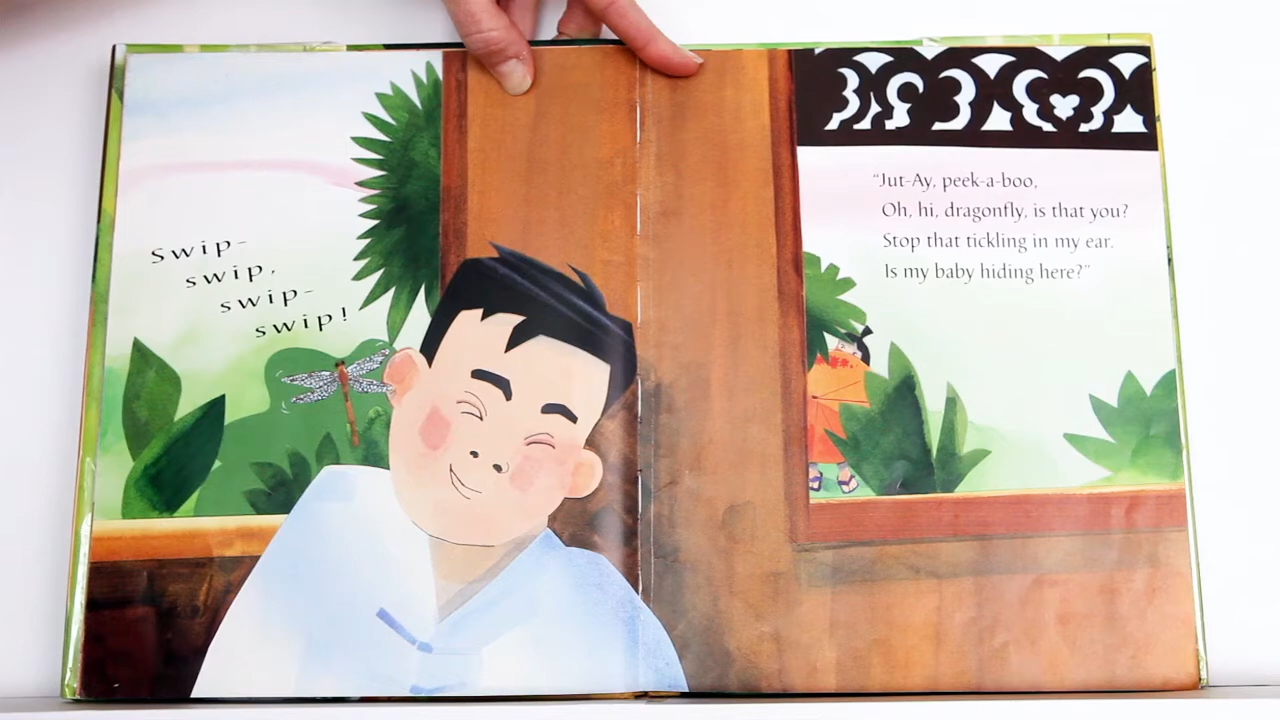 Swip-
swip,
swip-
swip!
“Jut-Ay, peek-a-boo,
Oh, hi, dragonfly, is that you?
Stop that tickling in my ear.
Is my baby hiding here?”